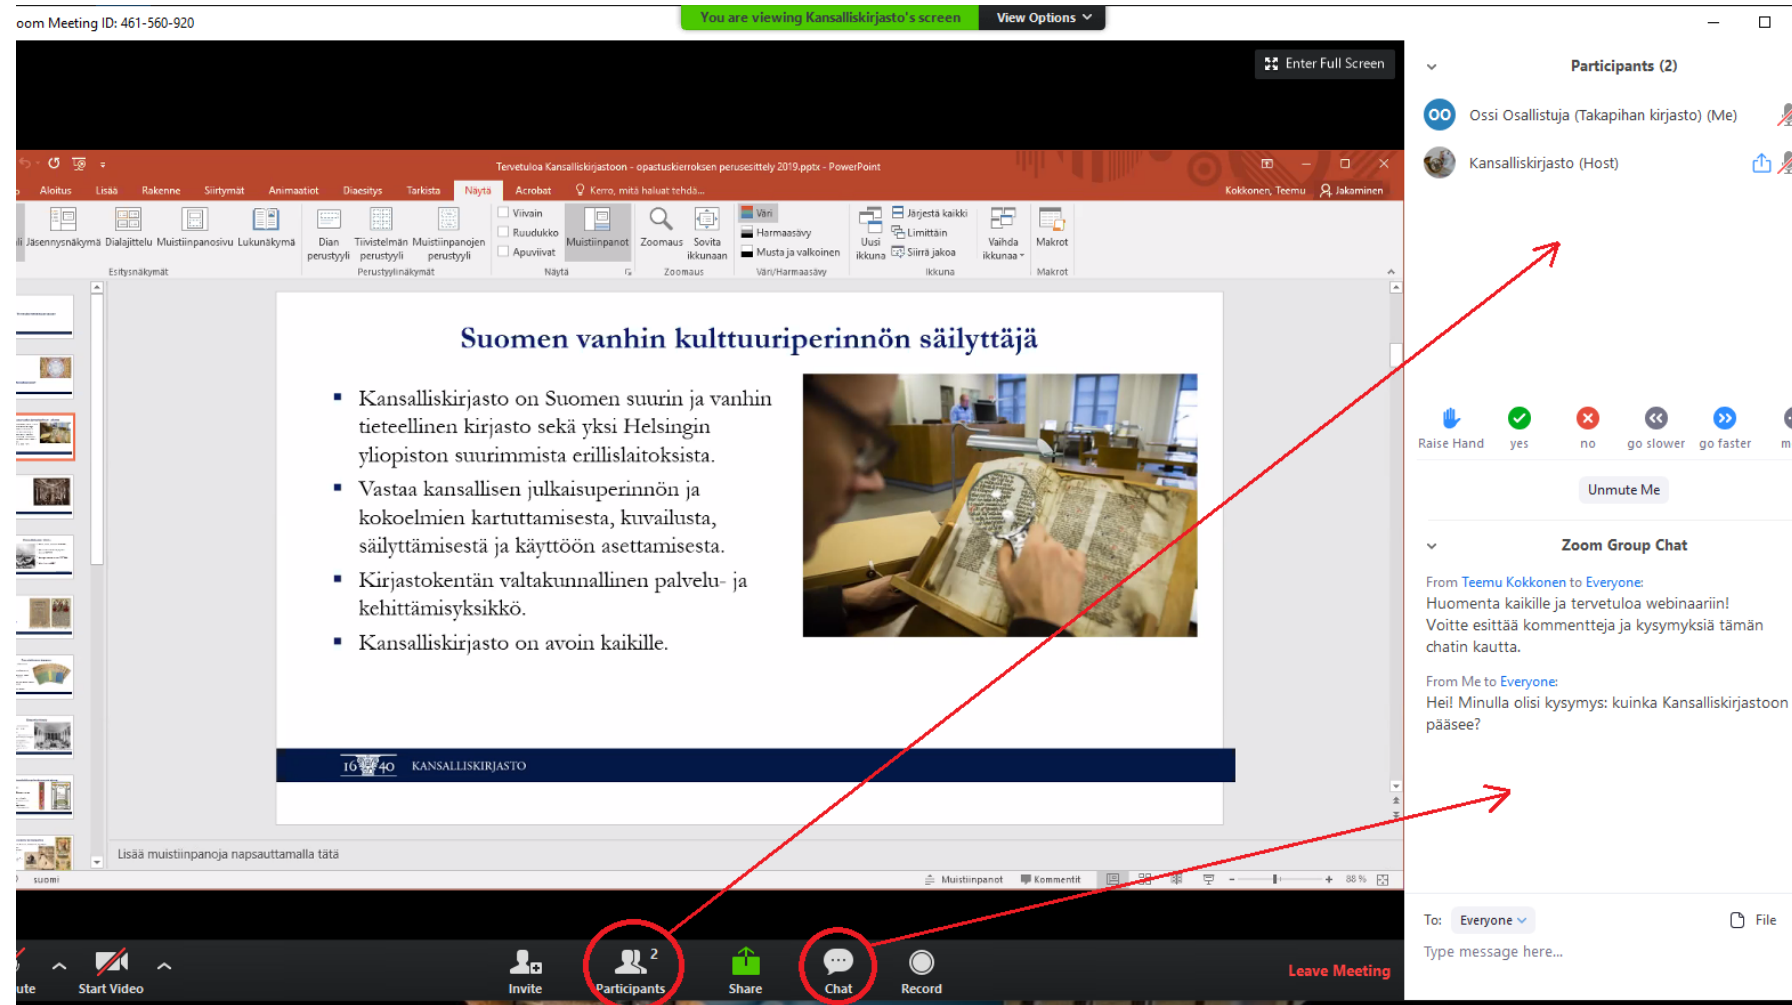 oom Meeting ID: 461-560-920
You are viewing Kansalliskirjasto's screen
View Options
Enter Full Screen
Tervetuloa Kansalliskirjastoon - opastuskierroksen perusesittely 2019.pptx - PowerPoint
Aloitus Lisää Rakenne Siirtymät Animaatiot Diaesitys Tarkista Näytä Acrobat Kerro, mitä haluat tehdä...
Kokkonen, Teemu Jakaminen
Jäsennysnäkymä Dialajittelu Muistiinpanosivu Lukunäkymä
Esitysnäkymät
Dian perustyyli
Tiivistelmän perustyyli
Muistiinpanojen perustyyli
Perustyylinäkymät
Viivain
Ruudukko
Apuviivat
Muistiinpanot
Näytä
Zoomaus
Sovita ikkunaan
Zoomaus
Väri
Harmaasävy
Musta ja valkoinen
Väri/Harmaasävy
Uusi ikkuna
Järjestä kaikki
Limittäin
Siirrä jakoa
Vaihda ikkunaa
Ikkuna
Makrot
Makrot
Suomen vanhin kulttuuriperinnön säilyttäjä
▪ Kansalliskirjasto on Suomen suurin ja vanhin
tieteellinen kirjasto sekä yksi Helsingin
yliopiston suurimmista erillislaitoksista.
▪ Vastaa kansallisen julkaisuperinnön ja
kokoelmien kartuttamisesta, kuvailusta,
säilyttämisestä ja käyttöön asettamisesta.
▪ Kirjastokentän valtakunnallinen palvelu- ja
kehittämisyksikkö.
▪ Kansalliskirjasto on avoin kaikille.
16 40 KANSALLISKIRJASTO
Lisää muistiinpanoja napsauttamalla tätä
suomi
Muistiinpanot Kommentit
88 %
ute
Start Video
Invite
Participants 2
Share
Chat
Record
Leave Meeting
Participants (2)
OO Ossi Osallistuja (Takapihan kirjasto) (Me)
Kansalliskirjasto (Host)
Raise Hand yes no go slower go faster m
Unmute Me
Zoom Group Chat
From Teemu Kokkonen to Everyone:
Huomenta kaikille ja tervetuloa webinaariin!
Voitte esittää kommentteja ja kysymyksiä tämän
chatin kautta.
From Me to Everyone:
Hei! Minulla olisi kysymys: kuinka Kansalliskirjastoon
pääsee?
To: Everyone
File
Type message here...